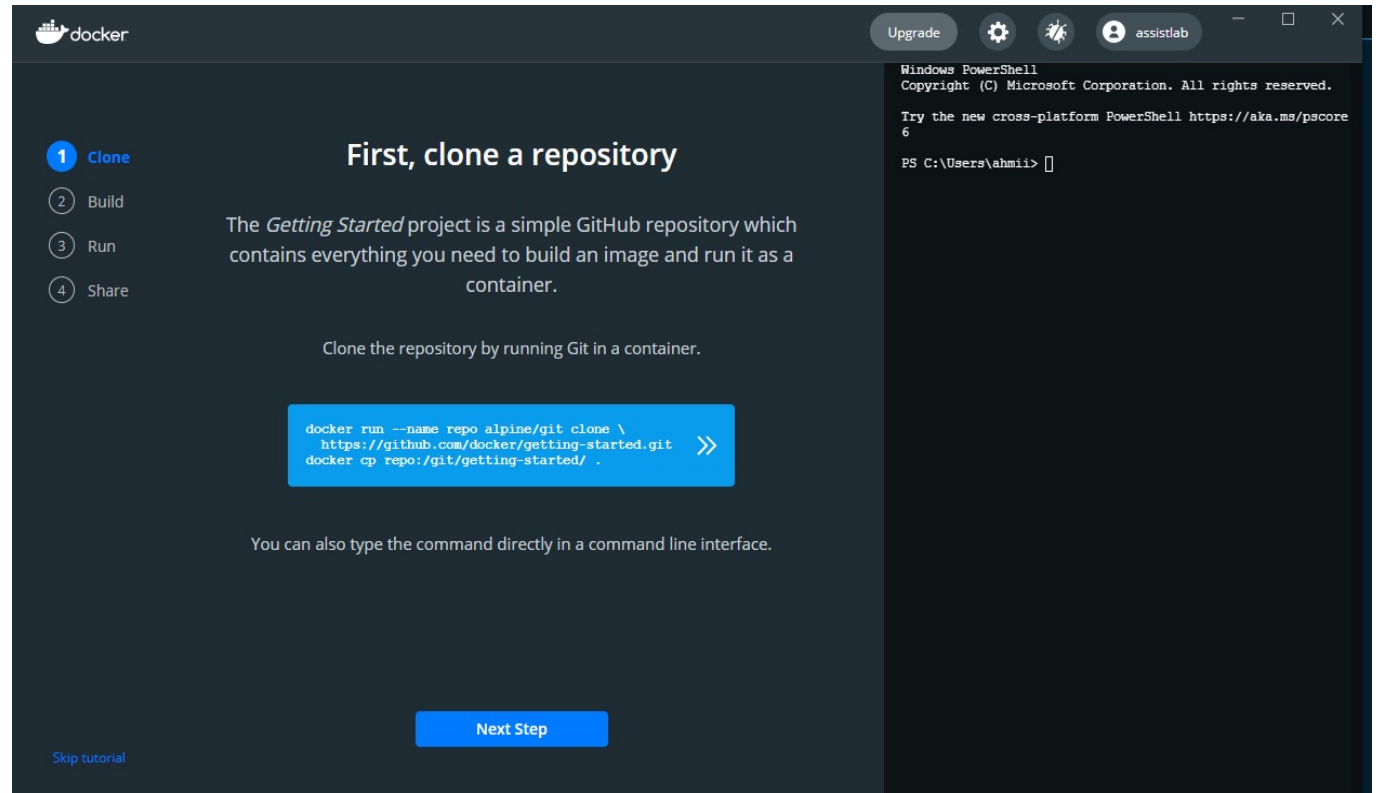 docker
Upgrade
assistlab
1 Clone
2 Build
3 Run
4 Share
First, clone a repository
The Getting Started project is a simple GitHub repository which
contains everything you need to build an image and run it as a
container.
Clone the repository by running Git in a container.
docker run --name repo alpine/git clone \
https://github.com/docker/getting-started.git
docker cp repo:/git/getting-started/ .
You can also type the command directly in a command line interface.
Next Step
Skip tutorial
Windows PowerShell
Copyright (C) Microsoft Corporation. All rights reserved.
Try the new cross-platform PowerShell https://aka.ms/pscore
6
PS C:\Users\ahmii>